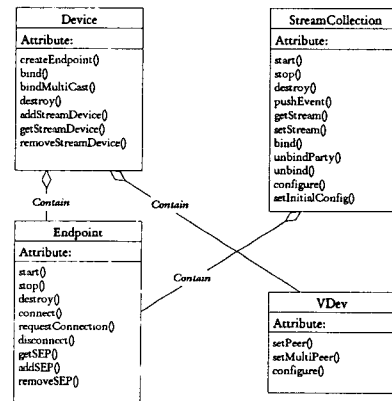 Device
Attribute:
createEndpoint()
bind()
bindMultiCast()
destroy()
addStreamDevice()
getStreamDevice()
removeStreamDevice()
StreamCollection
Attribute:
start()
stop()
destroy()
pushEvent()
getStream()
setStream()
bind()
unbindParty()
unbind()
configure()
setInitialConfig()
Contain
Contain
Contain
Endpoint
Attribute:
start()
stop()
destroy()
connect()
requestConnection()
disconnect()
getSEP()
addSEP()
removeSEP()
VDev
Attribute:
setPeer()
setMultiPeer()
configure()